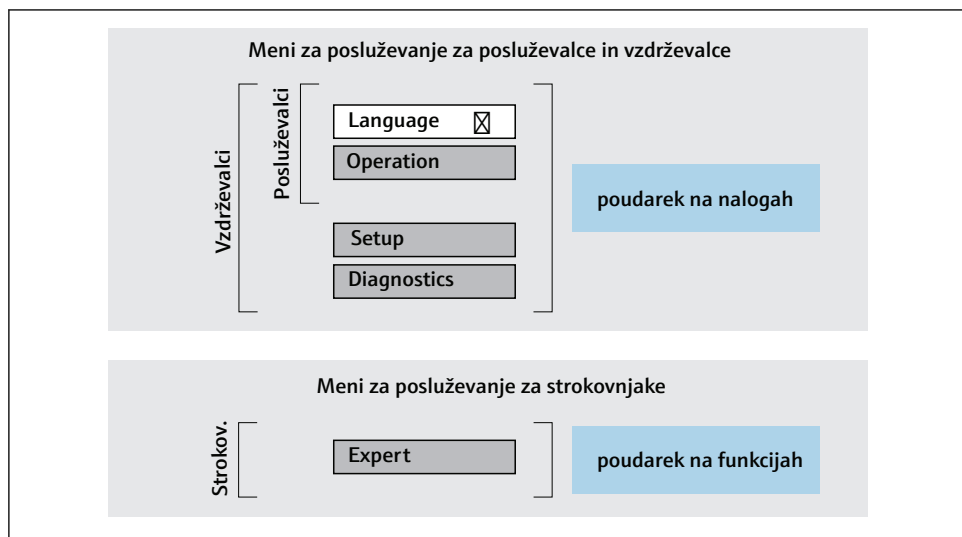 Meni za posluževanje za posluževalce in vzdrževalce
Vzdrževalci
Posluževalci
Language
Operation
Setup
Diagnostics
poudarek na nalogah
Meni za posluževanje za strokovnjake
Strokov.
Expert
poudarek na funkcijah